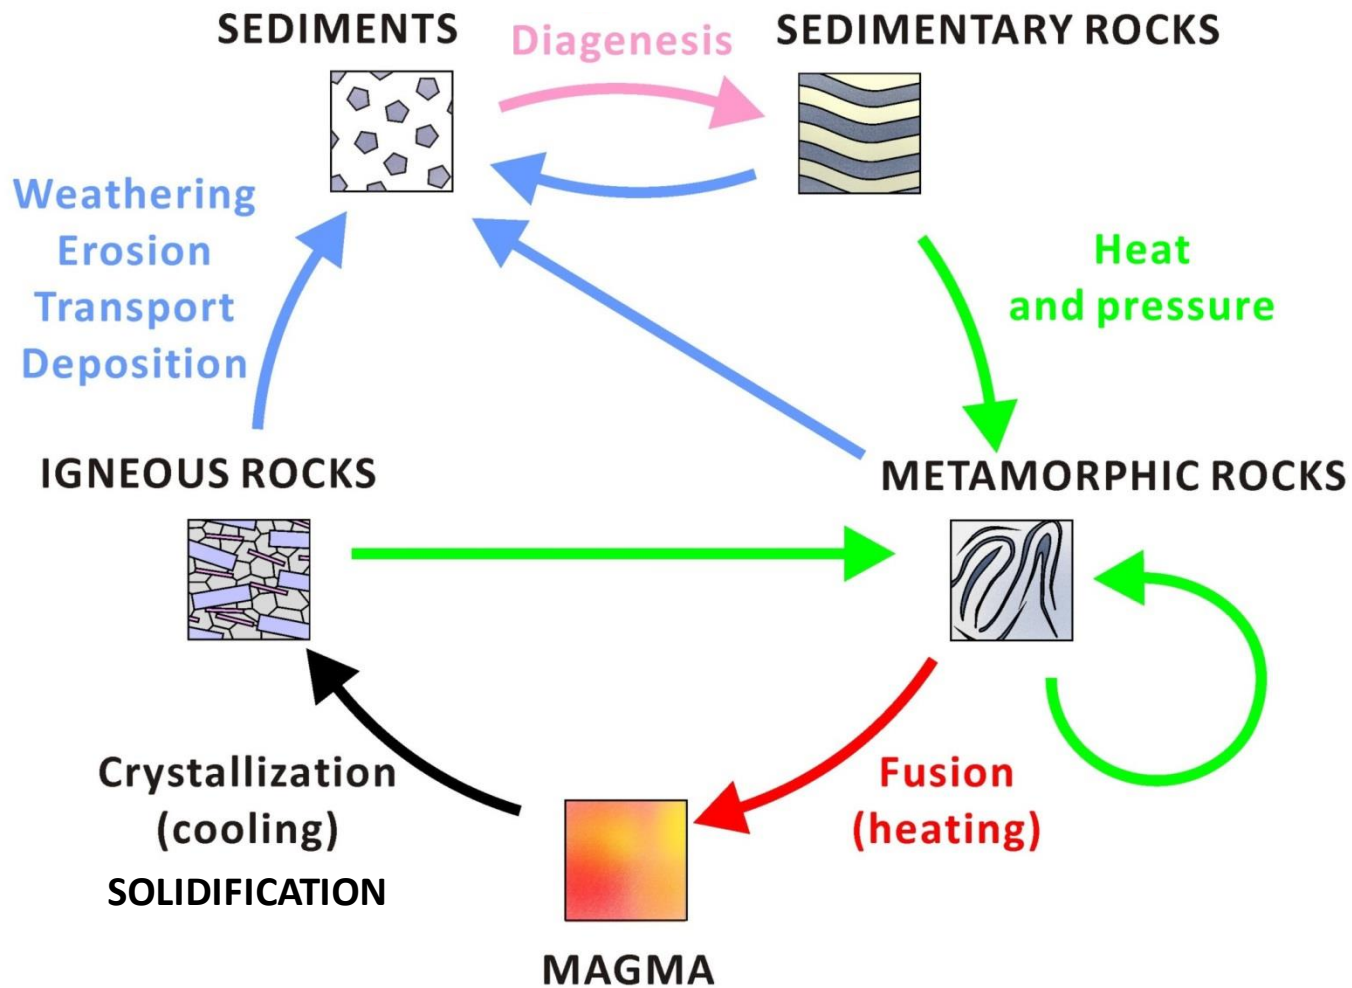 SEDIMENTS
Diagenesis
SEDIMENTARY ROCKS
Weathering
Erosion
Transport
Deposition
Heat
and pressure
IGNEOUS ROCKS
METAMORPHIC ROCKS
Crystallization
(cooling)
SOLIDIFICATION
Fusion
(heating)
MAGMA